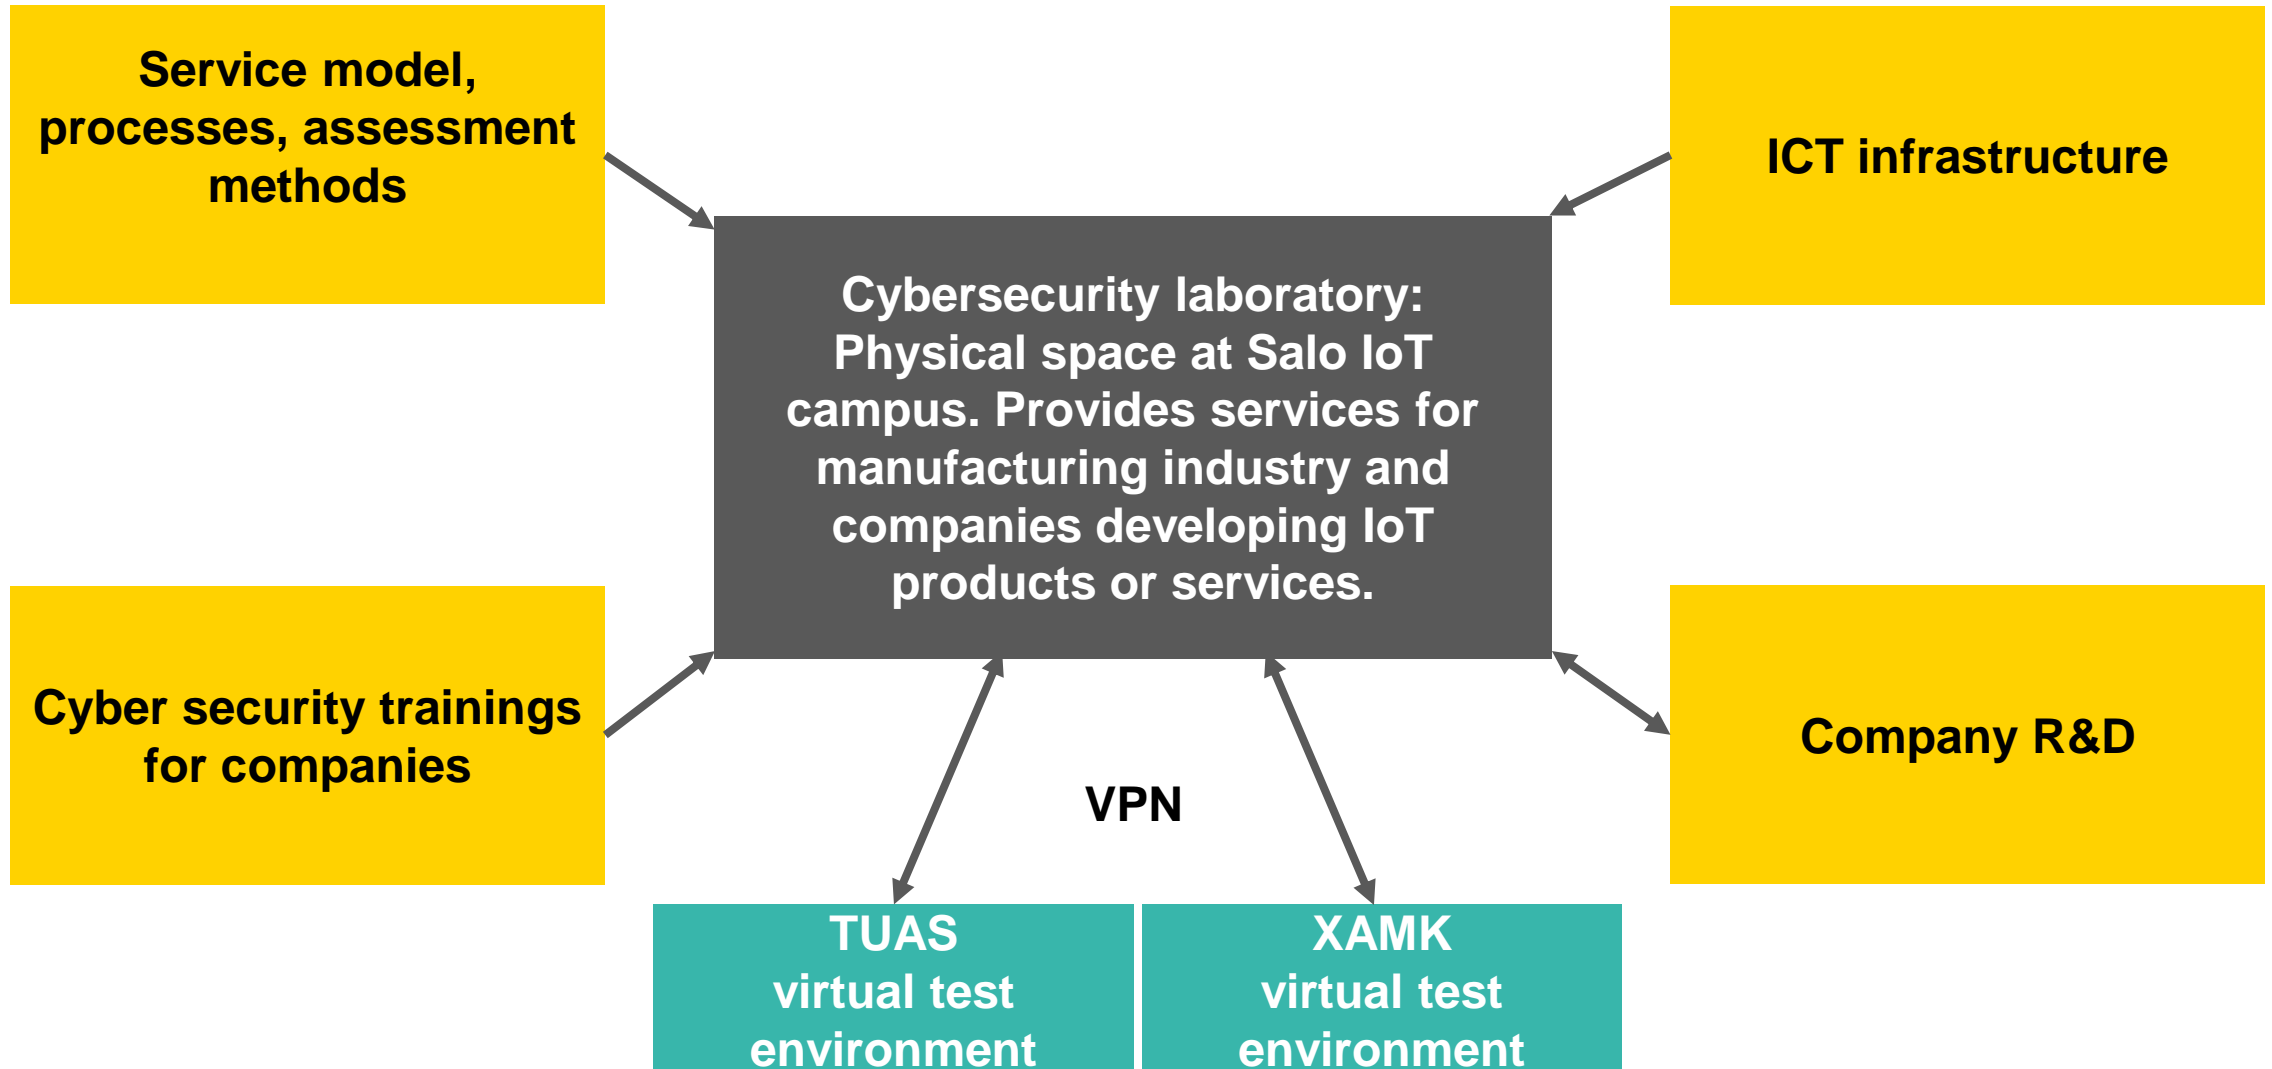 Service model,
processes, assessment
methods
ICT infrastructure
Cybersecurity laboratory:
Physical space at Salo IoT
campus. Provides services for
manufacturing industry and
companies developing IoT
products or services.
Cyber security trainings
for companies
Company R&D
VPN
TUAS
virtual test
environment
XAMK
virtual test
environment